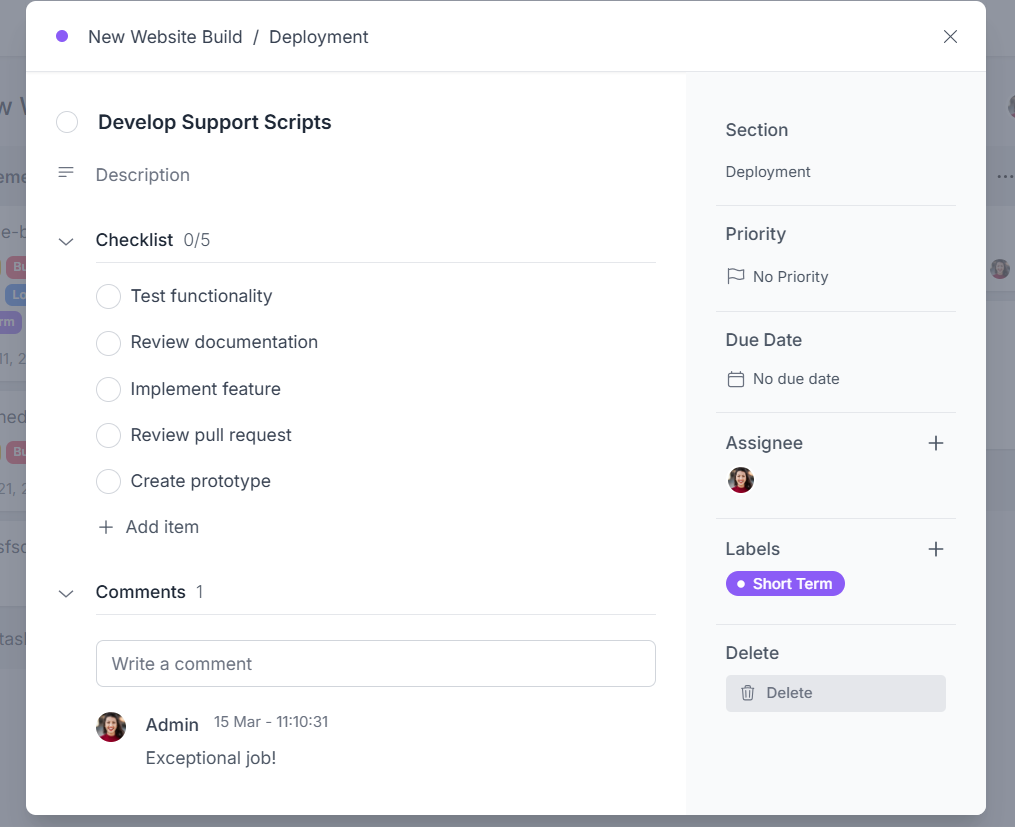 New Website Build / Deployment
Develop Support Scripts
Description
Checklist 0/5
Test functionality
Review documentation
Implement feature
Review pull request
Create prototype
Add item
Comments 1
Write a comment
Admin 15 Mar - 11:10:31
Exceptional job!
Section
Deployment
Priority
No Priority
Due Date
No due date
Assignee
Labels
Short Term
Delete
Delete